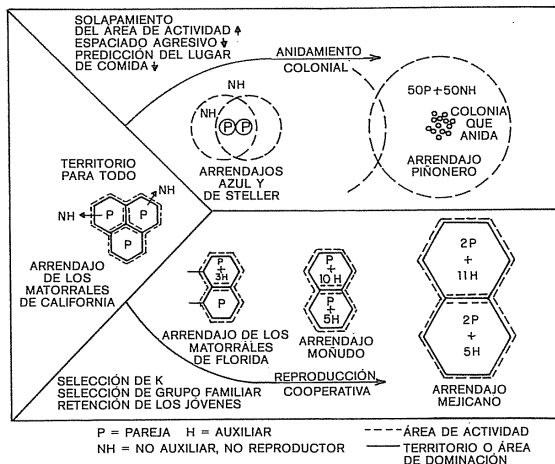 SOLAPAMIENTO
DEL ÁREA DE ACTIVIDAD ↑
ESPACIADO AGRESIVO ↓
PREDICCIÓN DEL LUGAR
DE COMIDA ↓
ANIDAMIENTO
COLONIAL
NH
NH
P P
ARRENDAJOS
AZUL Y
DE STELLER
50P+50NH
COLONIA
QUE
ANIDA
ARRENDAJO
PIÑONERO
TERRITORIO
PARA TODO
NH
NH
P
P
P
ARRENDAJO
DE LOS
MATORRALES
DE CALIFORNIA
P
+
3H
P
ARRENDAJO DE LOS
MATORRALES
DE FLORIDA
P
+
10H
P
+
5H
ARRENDAJO
MOÑUDO
2P
+
11H
2P
+
5H
ARRENDAJO
MEJICANO
REPRODUCCIÓN
COOPERATIVA
SELECCIÓN DE K
SELECCIÓN DE GRUPO FAMILIAR
RETENCIÓN DE LOS JÓVENES
P = PAREJA H = AUXILIAR
NH = NO AUXILIAR, NO REPRODUCTOR
ÁREA DE ACTIVIDAD
TERRITORIO O ÁREA
DE DOMINACIÓN